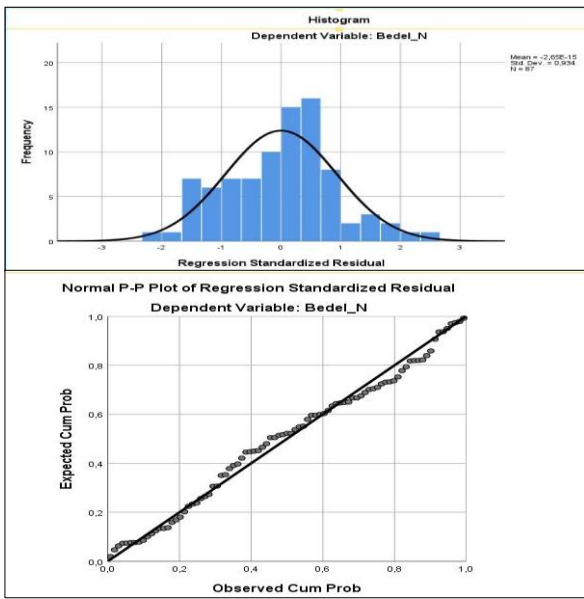 Histogram
Dependent Variable: Bedel_N
Mean = -2,65E-15
Std. Dev. = 0,934
N = 87
20
15
10
5
0
Frequency
-3 -2 -1 0 1 2 3
Regression Standardized Residual
Normal P-P Plot of Regression Standardized Residual
Dependent Variable: Bedel_N
1,0
0,8
0,6
0,4
0,2
0,0
Expected Cum Prob
0,0 0,2 0,4 0,6 0,8 1,0
Observed Cum Prob